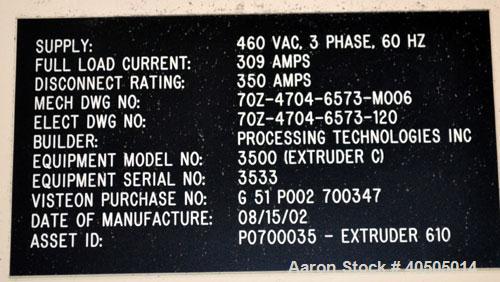 SUPPLY: 460 VAC, 3 PHASE, 60 HZ
FULL LOAD CURRENT: 309 AMPS
DISCONNECT RATING: 350 AMPS
MECH DWG NO: 70Z-4704-6573-M006
ELECT DWG NO: 70Z-4704-6573-120
BUILDER: PROCESSING TECHNOLOGIES INC
EQUIPMENT MODEL NO: 3500 (EXTRUDER C)
EQUIPMENT SERIAL NO: 3533
VISTEON PURCHASE NO: G 51 P002 700347
DATE OF MANUFACTURE: 08/15/02
ASSET ID: P0700035 - EXTRUDER 610
Aaron Stock # 40505014